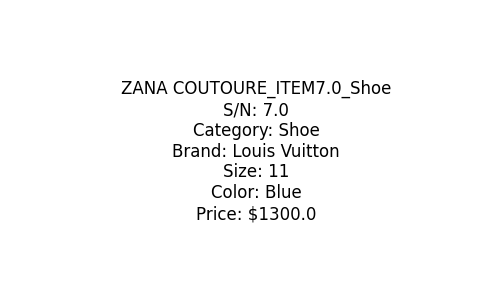 ZANA COUTOURE_ITEM7.0_Shoe
S/N: 7.0
Category: Shoe
Brand: Louis Vuitton
Size: 11
Color: Blue
Price: $1300.0